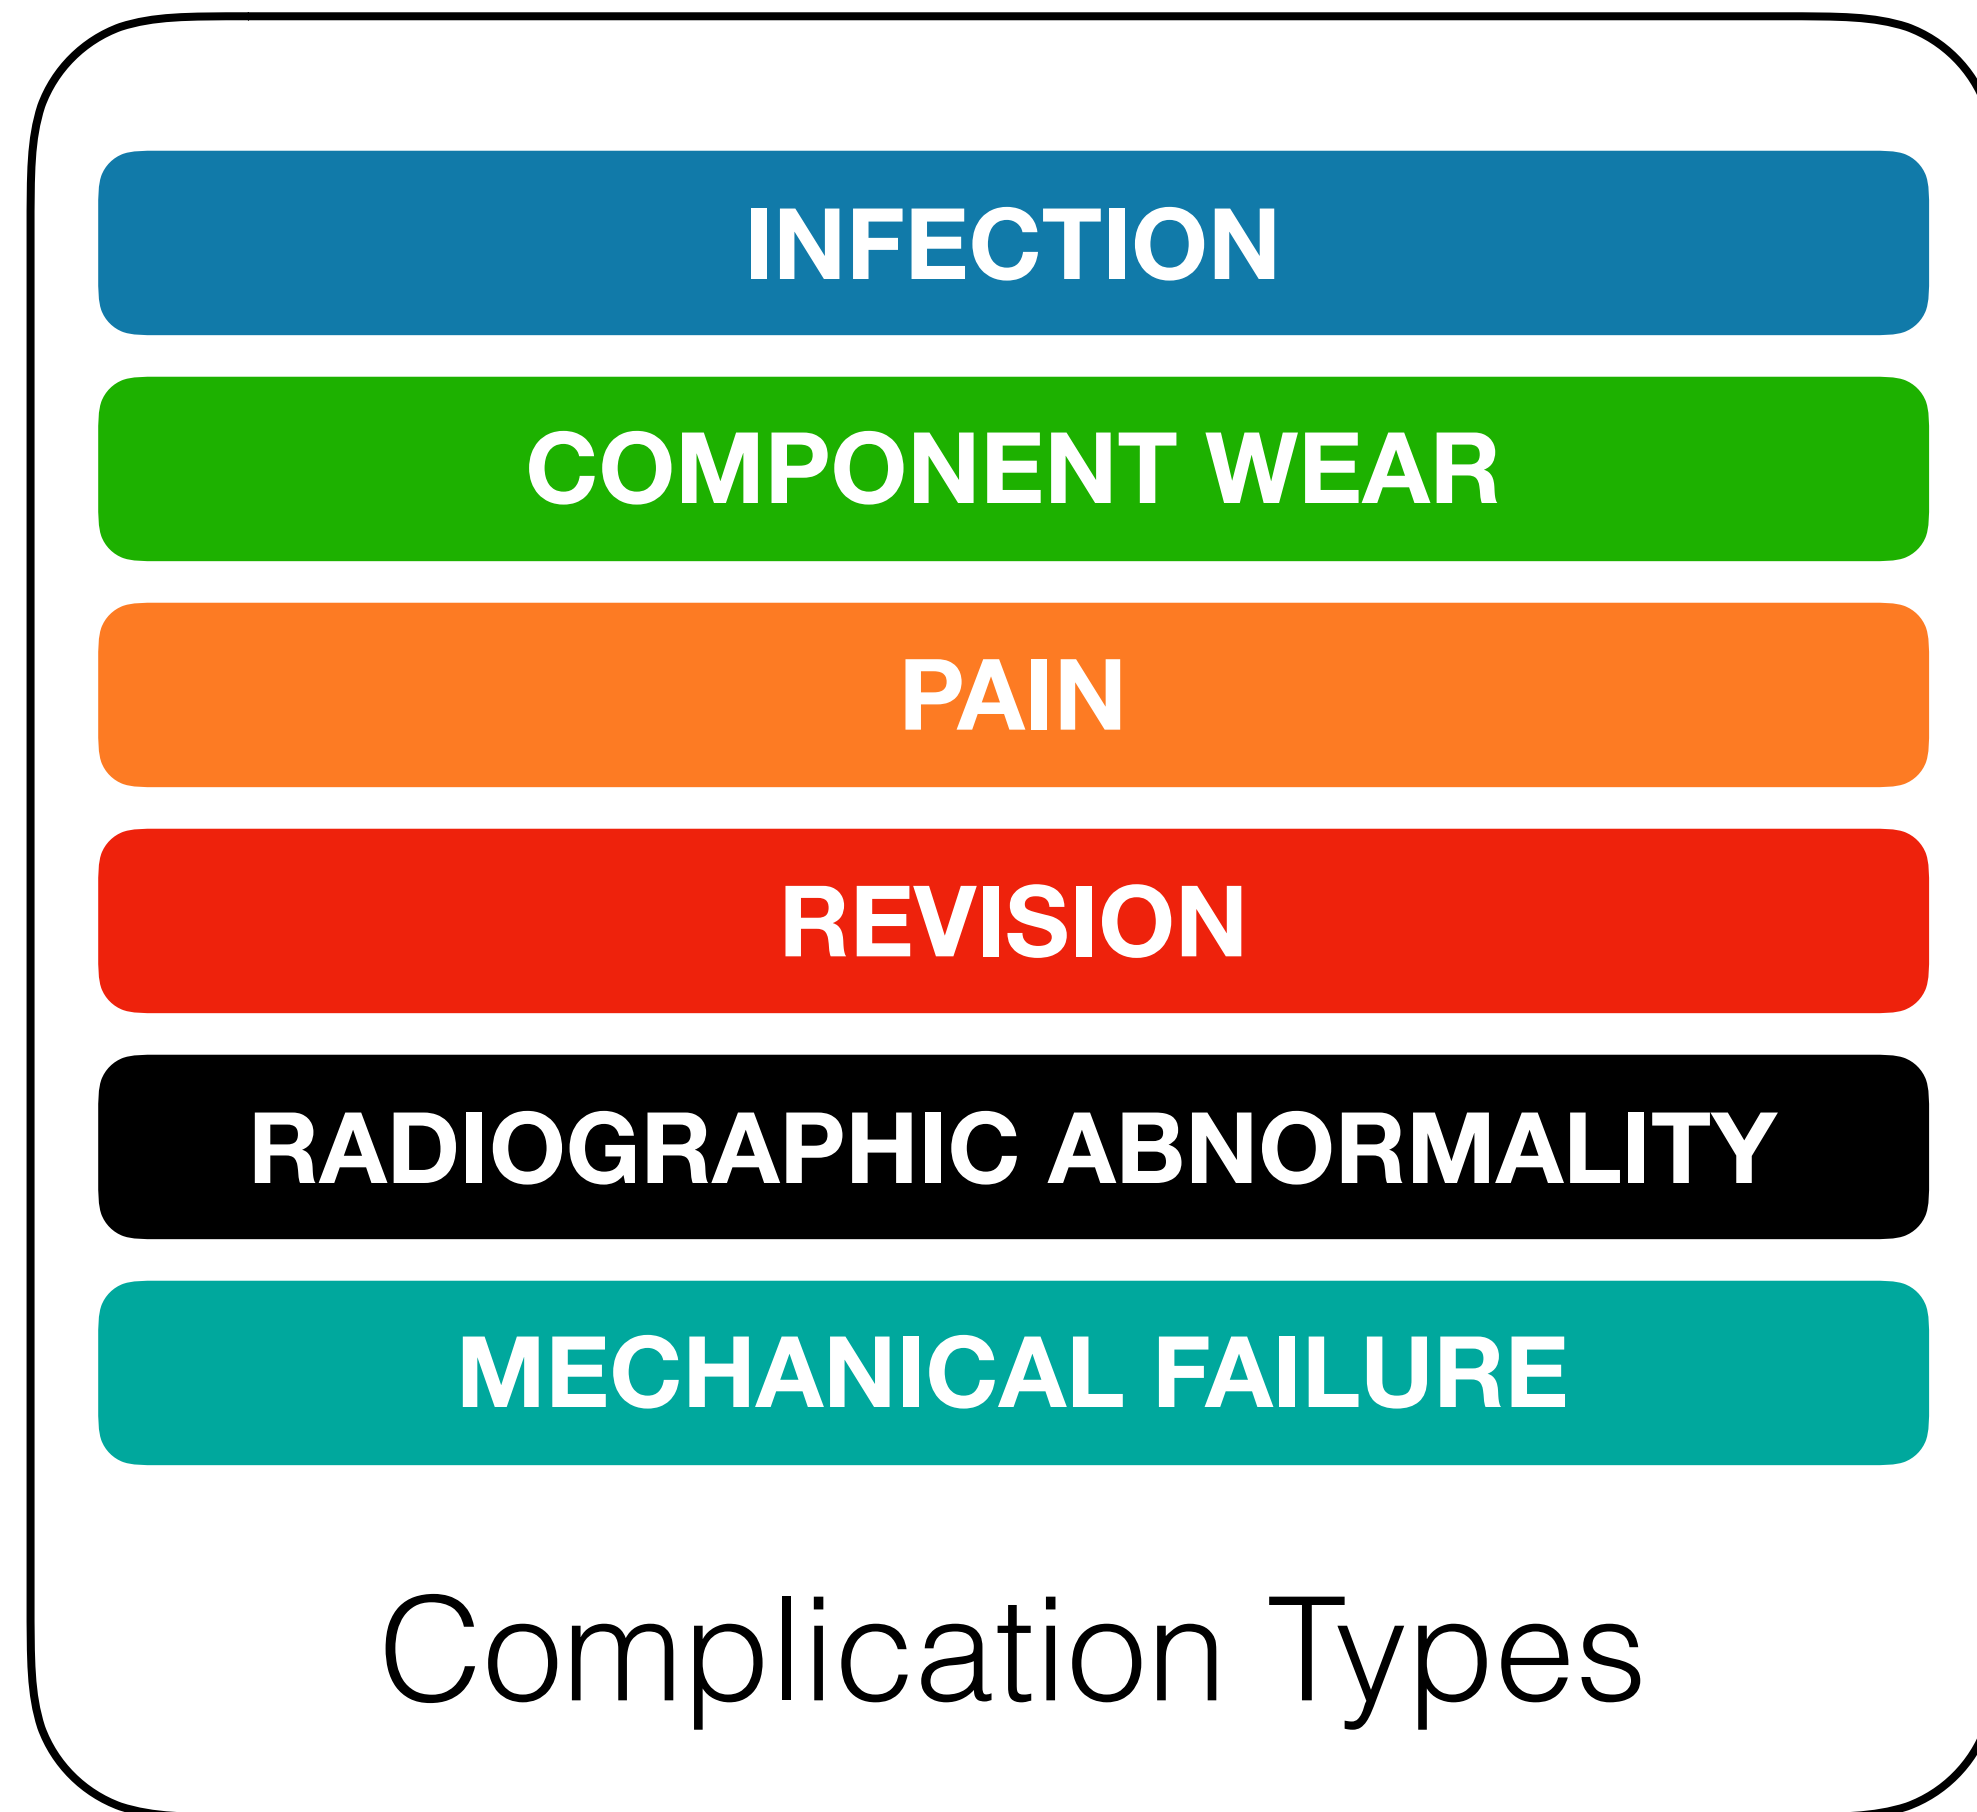 INFECTION
COMPONENT WEAR
PAIN
REVISION
RADIOGRAPHIC ABNORMALITY
MECHANICAL FAILURE
Complication Types